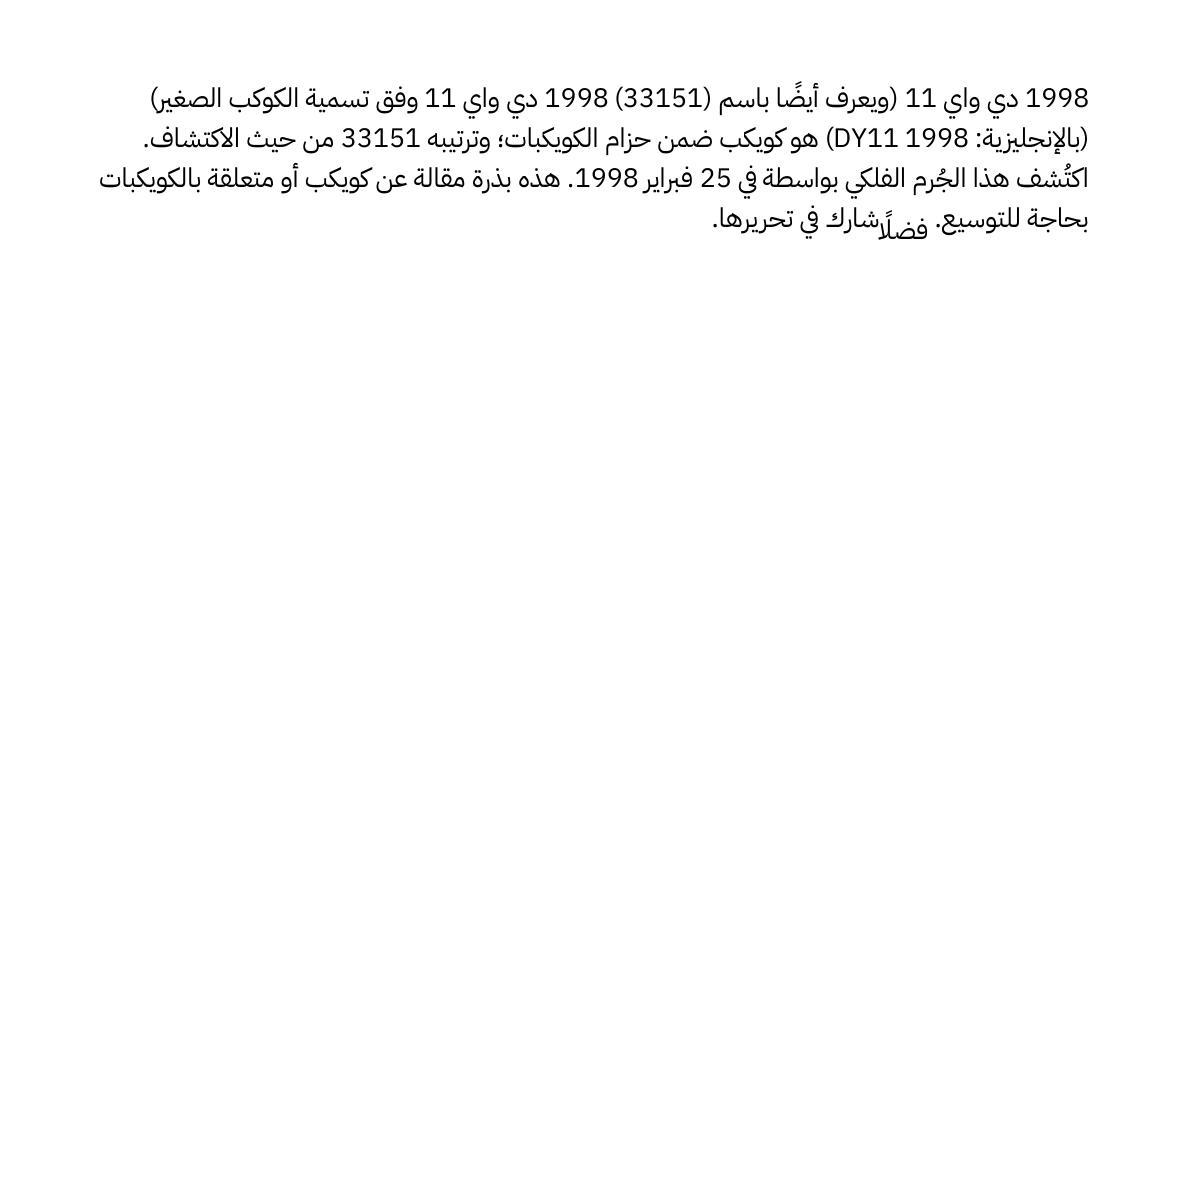 1998 دي واي 11 (ويعرف أيضًا باسم (33151) 1998 دي واي 11 وفق تسمية الكوكب الصغير)
(بالإنجليزية: 1998 DY11) هو كويكب ضمن حزام الكويكبات؛ وترتيبه 33151 من حيث الاكتشاف.
اكتُشف هذا الجُرم الفلكي بواسطة في 25 فبراير 1998. هذه بذرة مقالة عن كويكب أو متعلقة بالكويكبات
بحاجة للتوسيع. فضلًا شارك في تحريرها.